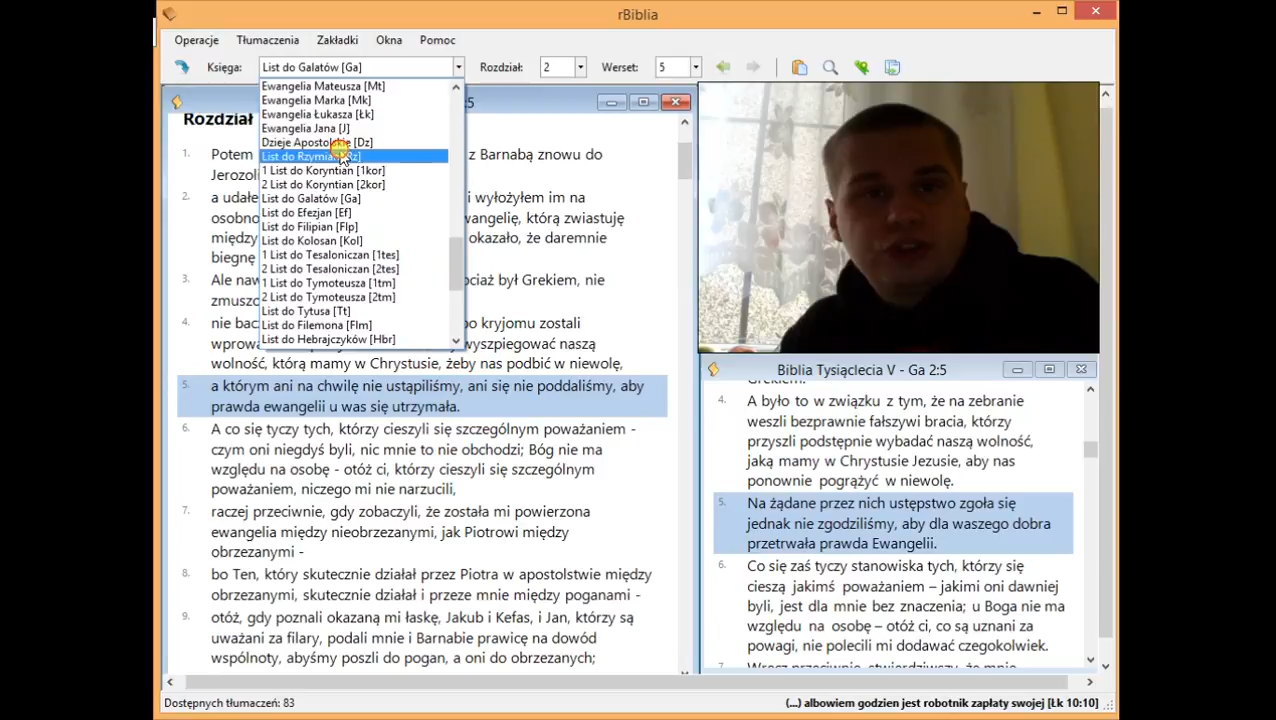 rBiblia
Operacje Tłumaczenia Zakładki Okna Pomoc
Księga: List do Galatów [Ga] Rozdział: 2 Werset: 5
Ewangelia Mateusza [Mt]
Ewangelia Marka [Mk]
Ewangelia Łukasza [Łk]
Ewangelia Jana [J]
Dzieje [Dz]
List do
1 List do Koryntian [1kor]
2 List do Koryntian [2kor]
List do Galatów [Ga]
List do Efezjan [Ef]
List do Filipian [Flp]
List do Kolosan [Kol]
1 List do Tesaloniczan [1tes]
2 List do Tesaloniczan [2tes]
1 List do Tymoteusza [1tm]
2 List do Tymoteusza [2tm]
List do Tytusa [Tt]
List do Filemona [Flm]
List do Hebrajczyków [Hbr]
2:5
Rozdział
1. Potem z Barnabą znowu do
2. a udałe i wyłożyłem im na
osobno wangelię, którą zwiastuję
między okazało, że daremnie
biegnę
3. Ale naw ciaż był Grekiem, nie
zmuszo
4. nie bac po kryjomu zostali
wprowa wyszpiegować naszą
wolność, którą mamy w Chrystusie, żeby nas podbić w niewolę,
5. a którym ani na chwilę nie ustąpiliśmy, ani się nie poddaliśmy, aby
prawda ewangelii u was się utrzymała.
6. A co się tyczy tych, którzy cieszyli się szczególnym poważaniem -
czym oni niegdyś byli, nic mnie to nie obchodzi; Bóg nie ma
względu na osobę - otóż ci, którzy cieszyli się szczególnym
poważaniem, niczego mi nie narzucili,
7. raczej przeciwnie, gdy zobaczyli, że została mi powierzona
ewangelia między nieobrzezanymi, jak Piotrowi między
obrzezanymi -
8. bo Ten, który skutecznie działał przez Piotra w apostolstwie między
obrzezanymi, skutecznie działał i przeze mnie między poganami -
9. otóż, gdy poznali okazaną mi łaskę, Jakub i Kefas, i Jan, którzy są
uważani za filary, podali mnie i Barnabie prawicę na dowód
wspólnoty, abyśmy poszli do pogan, a oni do obrzezanych;
Biblia Tysiąclecia V - Ga 2:5
Grekiem.
4. A było to w związku z tym, że na zebranie
weszli bezprawnie fałszywi bracia, którzy
przyszli podstępnie wybadać naszą wolność,
jaką mamy w Chrystusie Jezusie, aby nas
ponownie pogrążyć w niewolę.
5. Na żądane przez nich ustępstwo zgoła się
jednak nie zgodziliśmy, aby dla waszego dobra
przetrwała prawda Ewangelii.
6. Co się zaś tyczy stanowiska tych, którzy się
cieszą jakimś poważaniem – jakimi oni dawniej
byli, jest dla mnie bez znaczenia; u Boga nie ma
względu na osobę – otóż ci, co są uznani za
powagi, nie polecili mi dodawać czegokolwiek.
7. Wręcz przeciwnie, stwierdziwszy, że mnie
Dostępnych tłumaczeń: 83
(...) albowiem godzien jest robotnik zapłaty swojej [Łk 10:10]